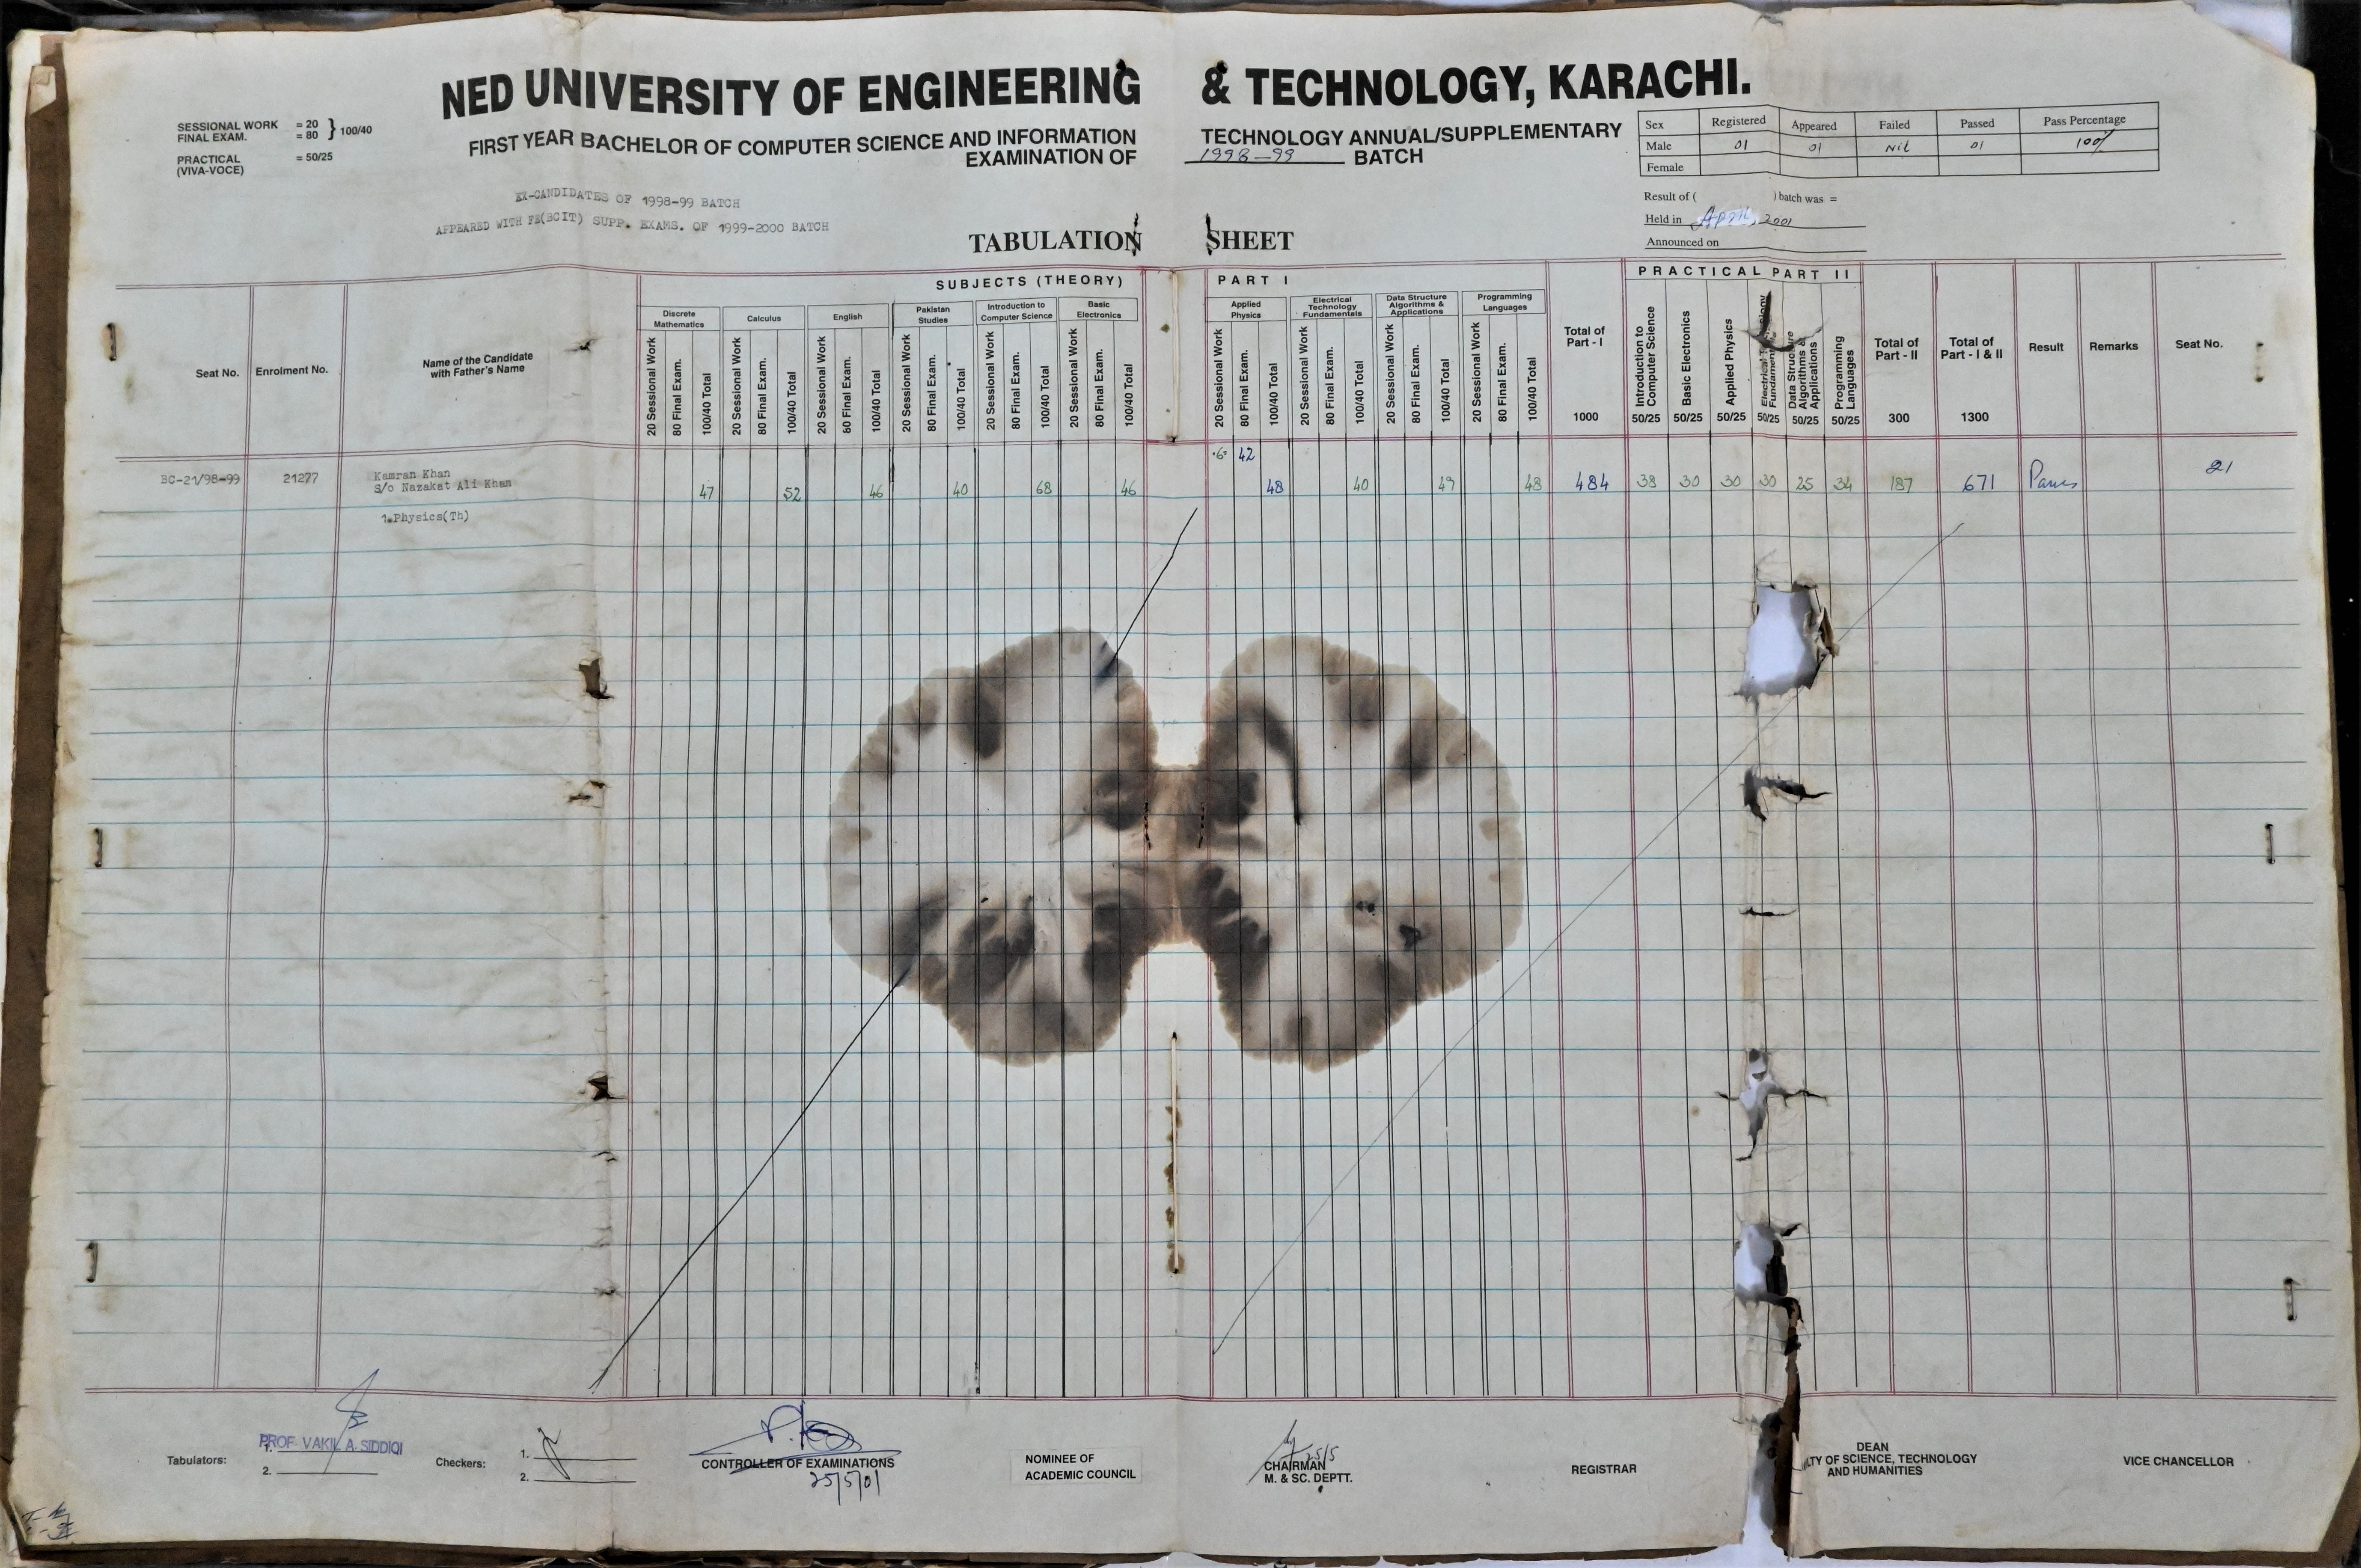 NED UNIVERSITY OF ENGINEERING & TECHNOLOGY, KARACHI.
SESSIONAL WORK = 20
FINAL EXAM. = 80 } 100/40
PRACTICAL = 50/25
(VIVA-VOCE)
FIRST YEAR BACHELOR OF COMPUTER SCIENCE AND INFORMATION TECHNOLOGY ANNUAL/SUPPLEMENTARY
EXAMINATION OF 1998-99 BATCH
Sex Registered Appeared Failed Passed Pass Percentage
Male 01 01 Nil 01 100%
Female
EX-CANDIDATES OF 1998-99 BATCH
APPEARED WITH FE(BCIT) SUPP. EXAMS. OF 1999-2000 BATCH
Result of ( ) batch was =
Held in April, 2001
Announced on
TABULATION SHEET
SUBJECTS (THEORY) PART I
PRACTICAL PART II
Seat No.
Enrolment No.
Name of the Candidate
with Father's Name
Discrete
Mathematics
20 Sessional Work
80 Final Exam.
100/40 Total
Calculus
20 Sessional Work
80 Final Exam.
100/40 Total
English
20 Sessional Work
80 Final Exam.
100/40 Total
Pakistan
Studies
20 Sessional Work
80 Final Exam.
100/40 Total
Introduction to
Computer Science
20 Sessional Work
80 Final Exam.
100/40 Total
Basic
Electronics
20 Sessional Work
80 Final Exam.
100/40 Total
Applied
Physics
20 Sessional Work
80 Final Exam.
100/40 Total
Electrical
Technology
Fundamentals
20 Sessional Work
80 Final Exam.
100/40 Total
Data Structure
Algorithms &
Applications
20 Sessional Work
80 Final Exam.
100/40 Total
Programming
Languages
20 Sessional Work
80 Final Exam.
100/40 Total
Total of
Part - I
1000
Introduction to
Computer Science
50/25
Basic Electronics
50/25
Applied Physics
50/25
Electrical
50/25
Data Structure
Algorithms &
Applications
50/25
Programming
Languages
50/25
Total of
Part - II
300
Total of
Part - I & II
1300
Result
Remarks
Seat No.
6 42
BC-21/98-99 21277 Kamran Khan
S/o Nazakat Ali Khan
47 52 46 40 68 46 48 40 49 48 484 38 30 30 30 25 34 187 671 Passes 21
1.Physics(Th)
Tabulators:
1. PROF. VAKIL A. SIDDIQI
2.
Checkers:
1.
2.
CONTROLLER OF EXAMINATIONS
25/5/01
NOMINEE OF
ACADEMIC COUNCIL
25/5
CHAIRMAN
M. & SC. DEPTT.
REGISTRAR
DEAN
LTY OF SCIENCE, TECHNOLOGY
AND HUMANITIES
VICE CHANCELLOR